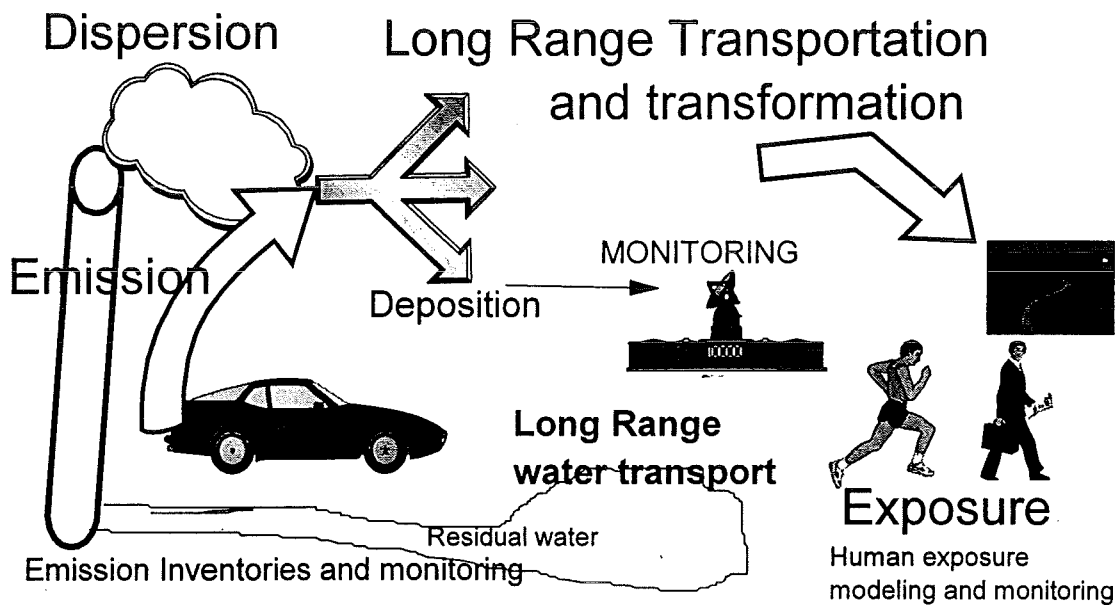 Dispersion
Long Range Transportation
and transformation
Emission
MONITORING
Deposition
Long Range
water transport
Residual water
Exposure
Emission Inventories and monitoring
Human exposure
modeling and monitoring